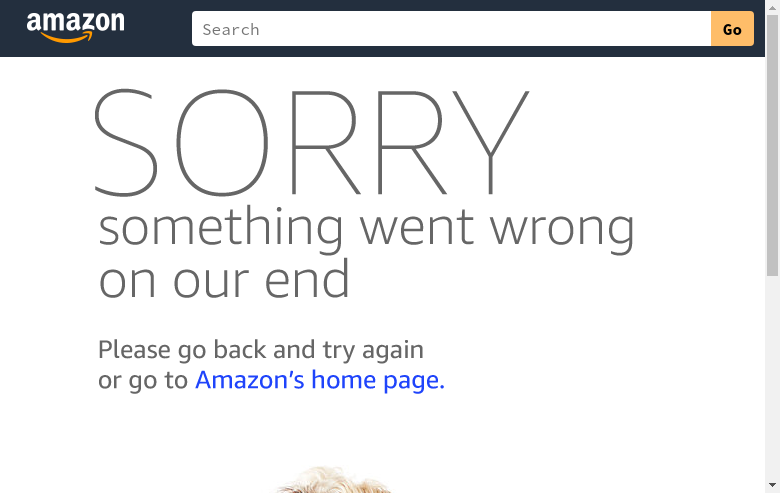 amazon
Search
Go
SORRY
something went wrong
on our end
Please go back and try again
or go to Amazon's home page.